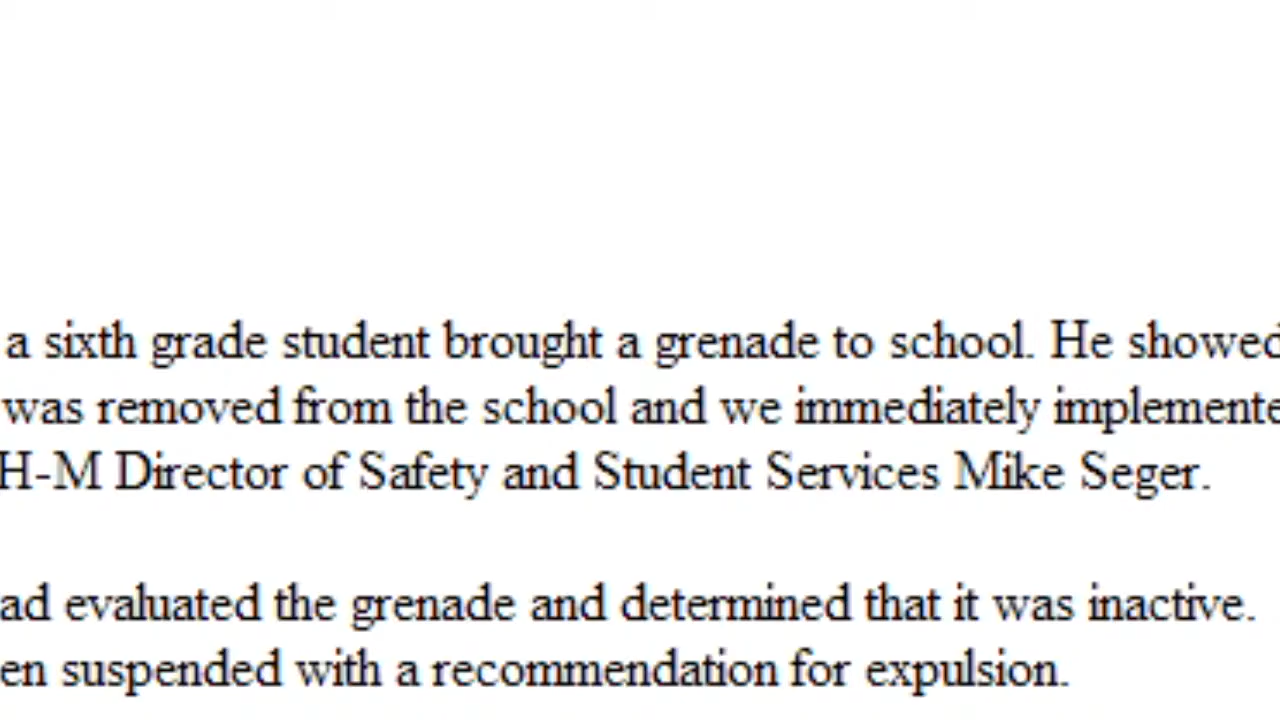 a sixth grade student brought a grenade to school. He showed
was removed from the school and we immediately implemente
H-M Director of Safety and Student Services Mike Seger.
ad evaluated the grenade and determined that it was inactive.
en suspended with a recommendation for expulsion.